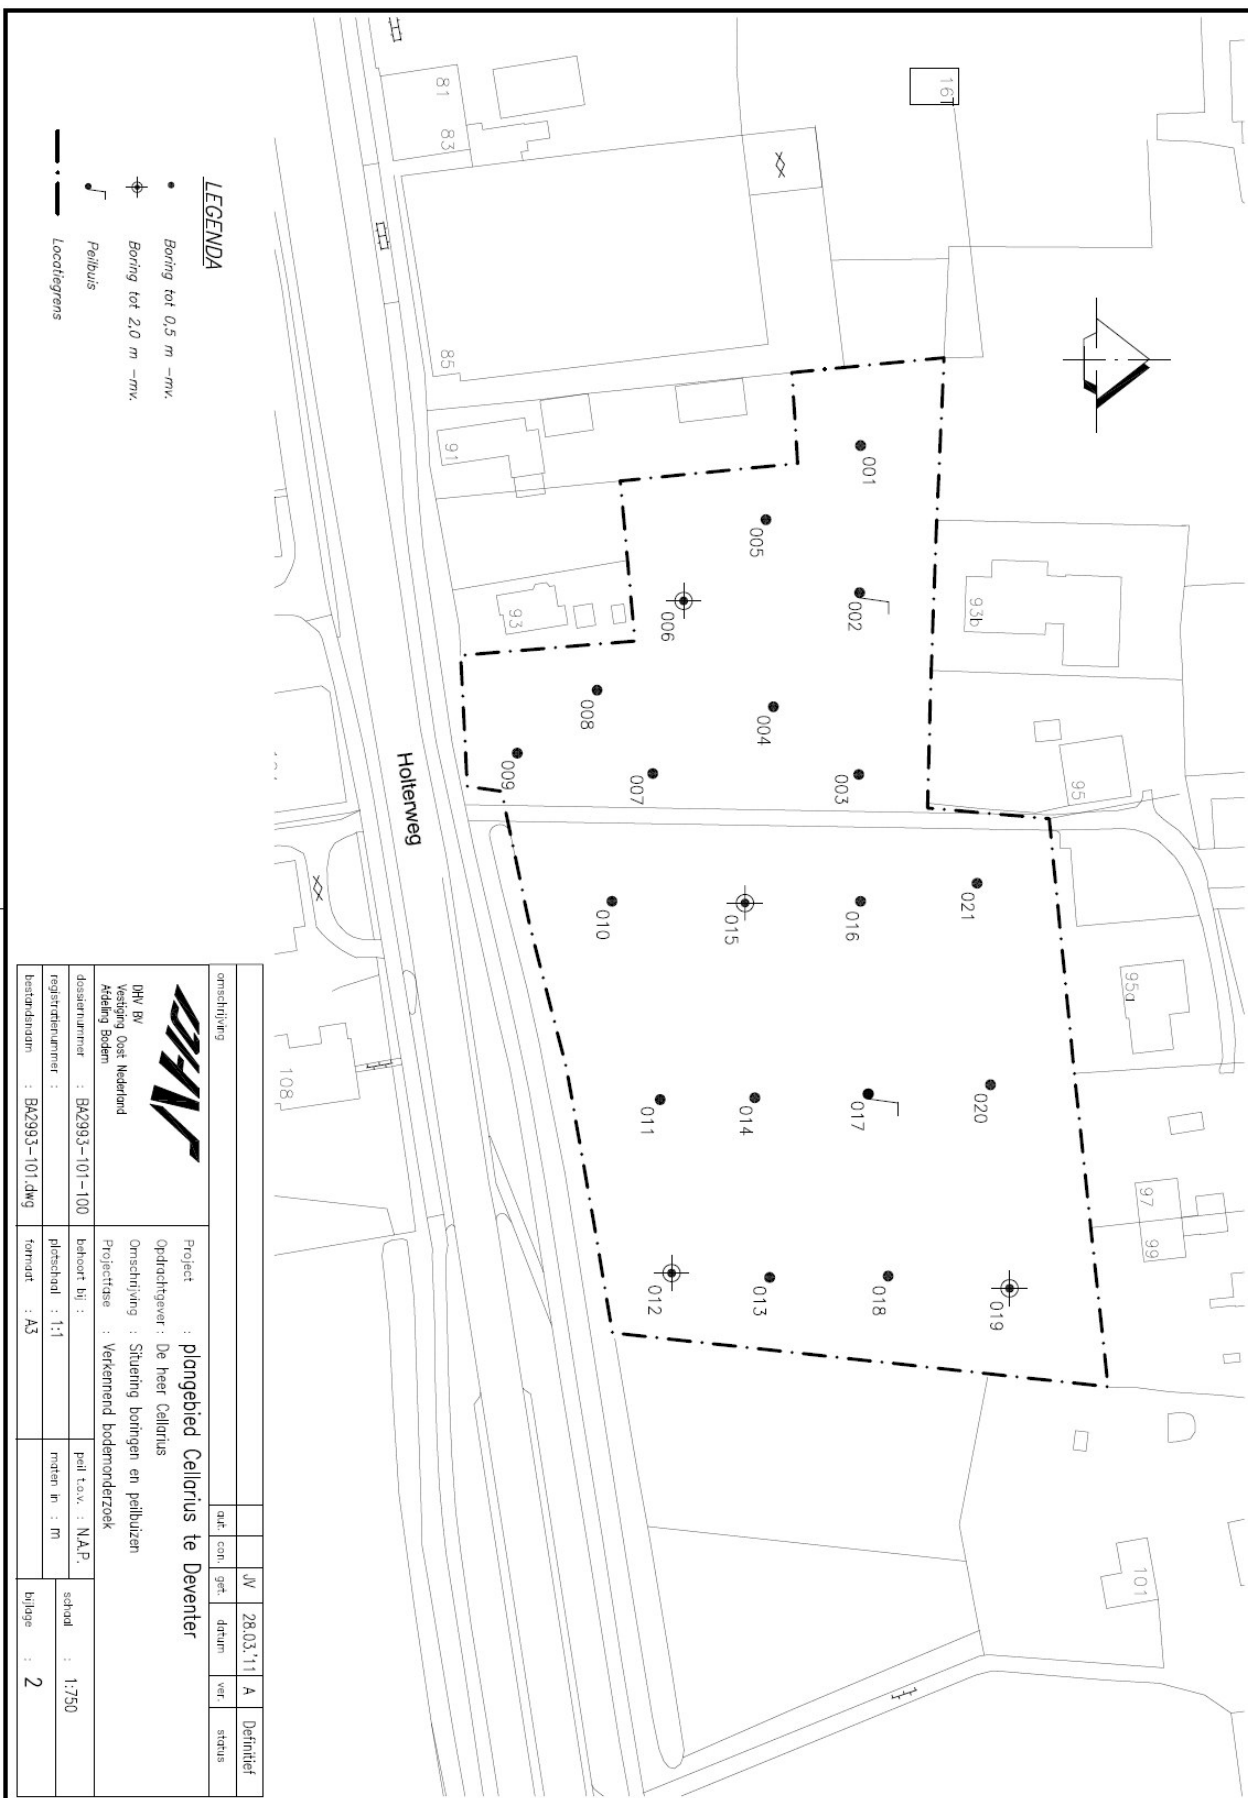 16
81
83
85
91
93
93b
95
95a
97
99
101
108
001
002
003
004
005
006
007
008
009
010
011
012
013
014
015
016
017
018
019
020
021
Holterweg
LEGENDA
Boring tot 0,5 m -mv.
Boring tot 2,0 m -mv.
Peilbuis
Locatiegrens
JV 28.03.'11 A Definitief
omschrijving aut. con. get. datum ver. status
DHV
DHV BV
Vestiging Oost Nederland
Afdeling Bodem
Project : plangebied Cellarius te Deventer
Opdrachtgever : De heer Cellarius
Omschrijving : Situering boringen en peilbuizen
Projectfase : Verkennend bodemonderzoek
dossiernummer : BA2993-101-100 behoort bij : peil t.o.v. : N.A.P. schaal : 1:750
registratienummer : plotschaal : 1:1 maten in : m
bestandsnaam : BA2993-101.dwg formaat : A3 bijlage : 2